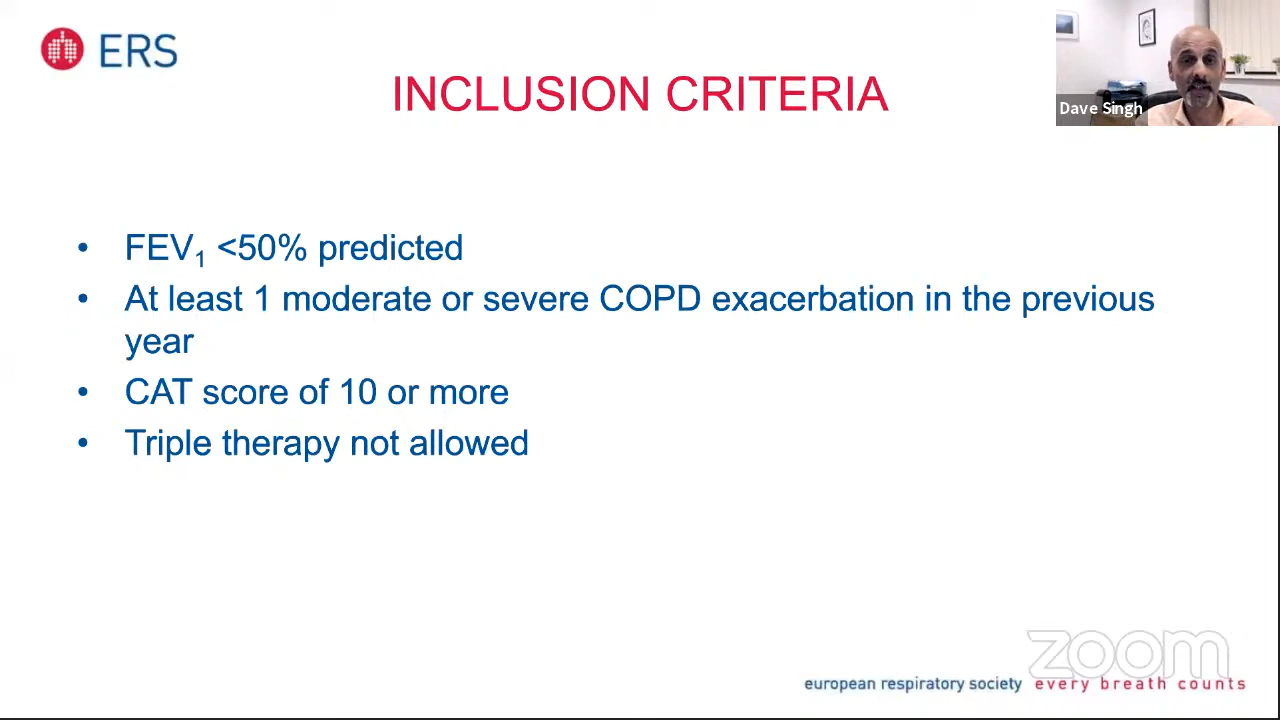 ERS
INCLUSION CRITERIA
Dave Singh
• FEV₁ <50% predicted
• At least 1 moderate or severe COPD exacerbation in the previous
year
• CAT score of 10 or more
• Triple therapy not allowed
zoom
european respiratory society every breath counts